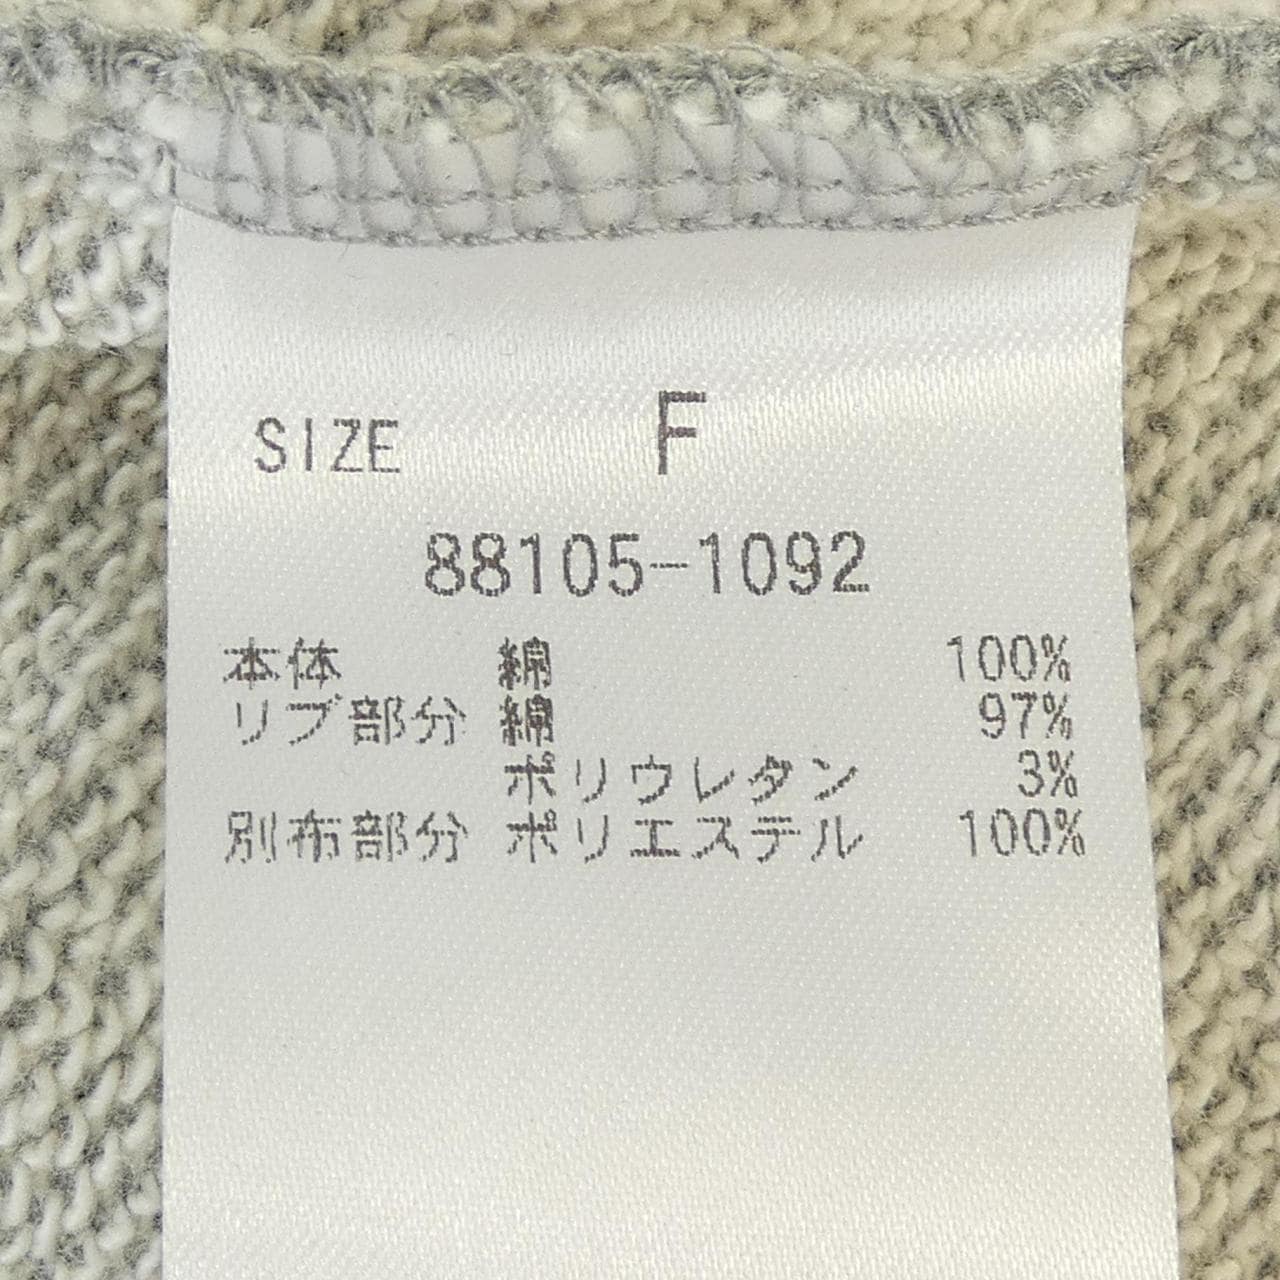 SIZE F
88105-1092
本体 綿 100%
リブ部分 綿 97%
ポリウレタン 3%
別布部分 ポリエステル 100%